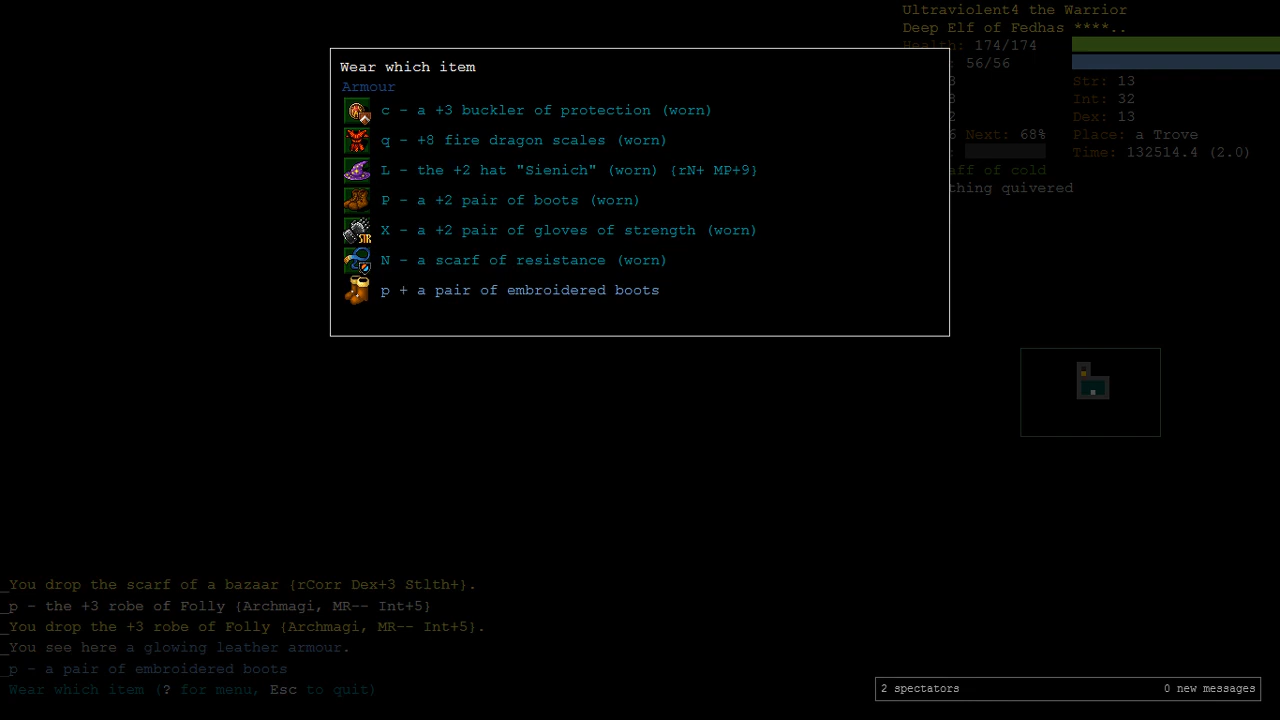 Ultraviolent4 the Warrior
Deep Elf of Fedhas ****..
Health: 174/174
: 56/56
3 Str: 13
3 Int: 32
2 Dex: 13
6 Next: 68% Place: a Trove
: Time: 132514.4 (2.0)
aff of cold
thing quivered
Wear which item
Armour
c - a +3 buckler of protection (worn)
q - +8 fire dragon scales (worn)
L - the +2 hat "Sienich" (worn) {rN+ MP+9}
P - a +2 pair of boots (worn)
X - a +2 pair of gloves of strength (worn)
STR
N - a scarf of resistance (worn)
p + a pair of embroidered boots
_You drop the scarf of a bazaar {rCorr Dex+3 Stlth+}.
_p - the +3 robe of Folly {Archmagi, MR-- Int+5}
_You drop the +3 robe of Folly {Archmagi, MR-- Int+5}.
_You see here a glowing leather armour.
_p - a pair of embroidered boots
Wear which item (? for menu, Esc to quit)
2 spectators 0 new messages